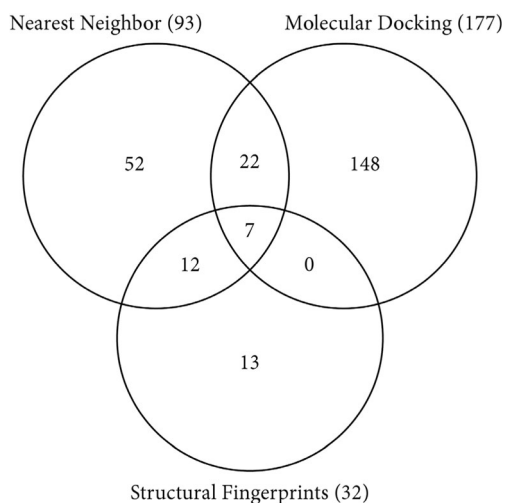 Nearest Neighbor (93)
Molecular Docking (177)
52
22
148
7
12
0
13
Structural Fingerprints (32)